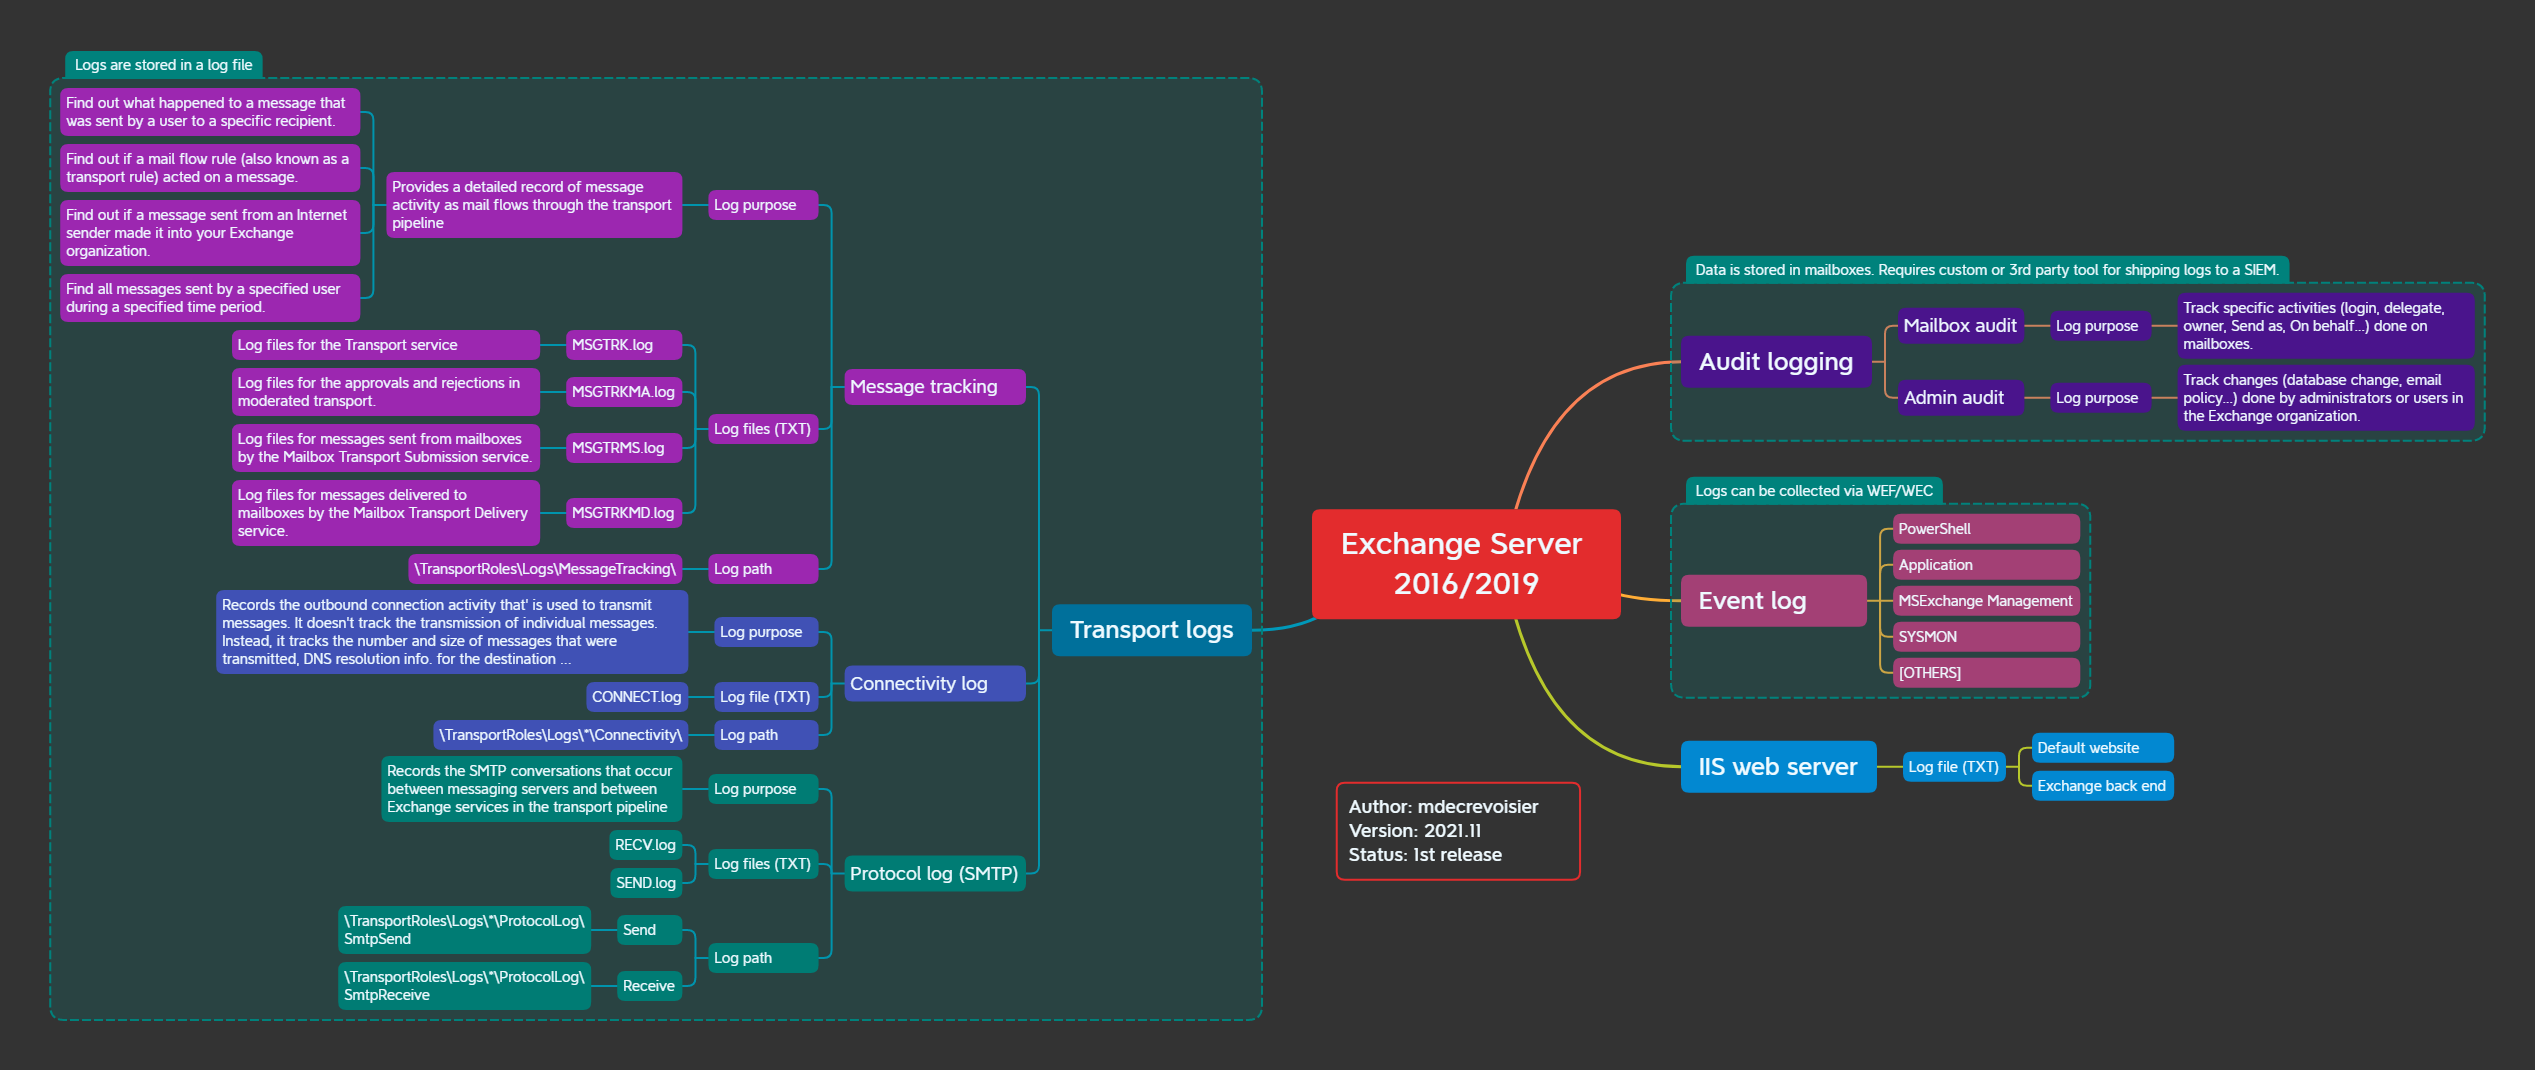 Logs are stored in a log file
Find out what happened to a message that
was sent by a user to a specific recipient.
Find out if a mail flow rule (also known as a
transport rule) acted on a message.
Find out if a message sent from an Internet
sender made it into your Exchange
organization.
Find all messages sent by a specified user
during a specified time period.
Provides a detailed record of message
activity as mail flows through the transport
pipeline
Log purpose
Log files for the Transport service
MSGTRK.log
Log files for the approvals and rejections in
moderated transport.
MSGTRKMA.log
Log files for messages sent from mailboxes
by the Mailbox Transport Submission service.
MSGTRMS.log
Log files for messages delivered to
mailboxes by the Mailbox Transport Delivery
service.
MSGTRKMD.log
Log files (TXT)
\TransportRoles\Logs\MessageTracking\
Log path
Message tracking
Records the outbound connection activity that' is used to transmit
messages. It doesn't track the transmission of individual messages.
Instead, it tracks the number and size of messages that were
transmitted, DNS resolution info. for the destination ...
Log purpose
CONNECT.log
Log file (TXT)
\TransportRoles\Logs\*\Connectivity\
Log path
Connectivity log
Records the SMTP conversations that occur
between messaging servers and between
Exchange services in the transport pipeline
Log purpose
RECV.log
SEND.log
Log files (TXT)
\TransportRoles\Logs\*\ProtocolLog\
SmtpSend
Send
\TransportRoles\Logs\*\ProtocolLog\
SmtpReceive
Receive
Log path
Protocol log (SMTP)
Transport logs
Exchange Server
2016/2019
Author: mdecrevoisier
Version: 2021.11
Status: 1st release
Data is stored in mailboxes. Requires custom or 3rd party tool for shipping logs to a SIEM.
Audit logging
Mailbox audit
Log purpose
Track specific activities (login, delegate,
owner, Send as, On behalf...) done on
mailboxes.
Admin audit
Log purpose
Track changes (database change, email
policy...) done by administrators or users in
the Exchange organization.
Logs can be collected via WEF/WEC
Event log
PowerShell
Application
MSExchange Management
SYSMON
[OTHERS]
IIS web server
Log file (TXT)
Default website
Exchange back end